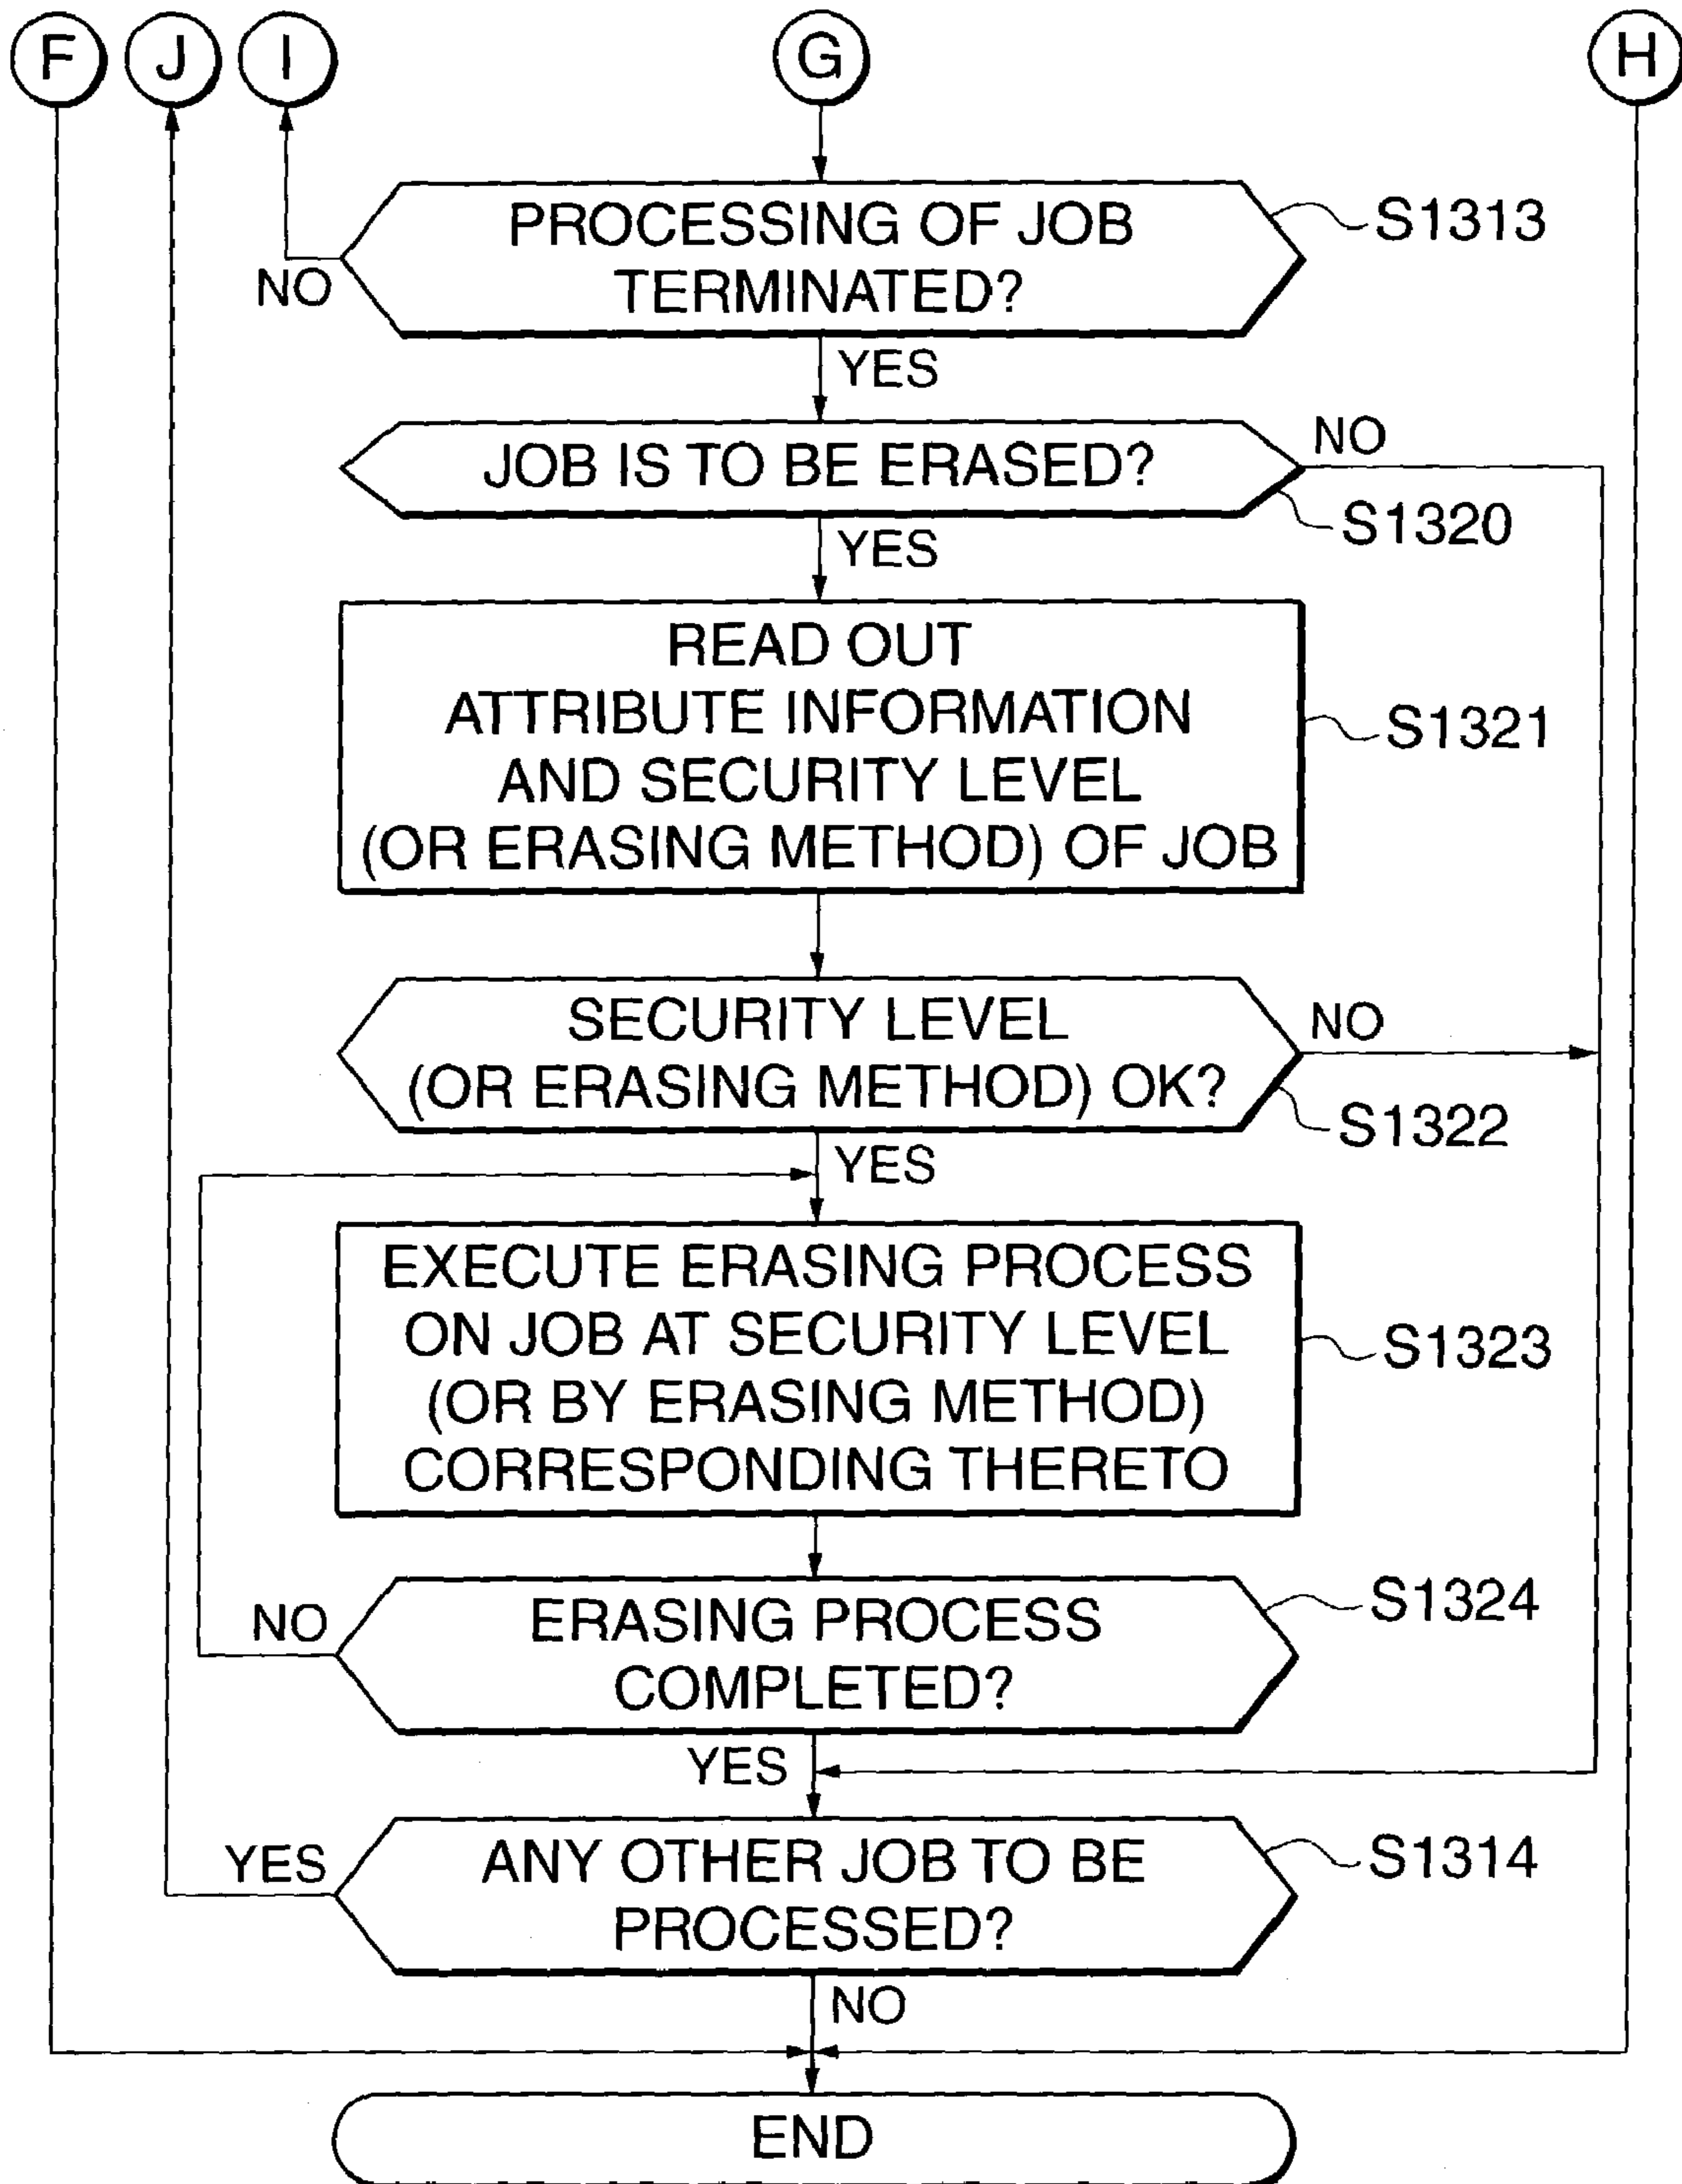 F J I G H
PROCESSING OF JOB
TERMINATED?
S1313
NO
YES
JOB IS TO BE ERASED?
NO
S1320
YES
READ OUT
ATTRIBUTE INFORMATION
AND SECURITY LEVEL
(OR ERASING METHOD) OF JOB
S1321
SECURITY LEVEL
(OR ERASING METHOD) OK?
NO
S1322
YES
EXECUTE ERASING PROCESS
ON JOB AT SECURITY LEVEL
(OR BY ERASING METHOD)
CORRESPONDING THERETO
S1323
NO
ERASING PROCESS
COMPLETED?
S1324
YES
YES
ANY OTHER JOB TO BE
PROCESSED?
S1314
NO
END